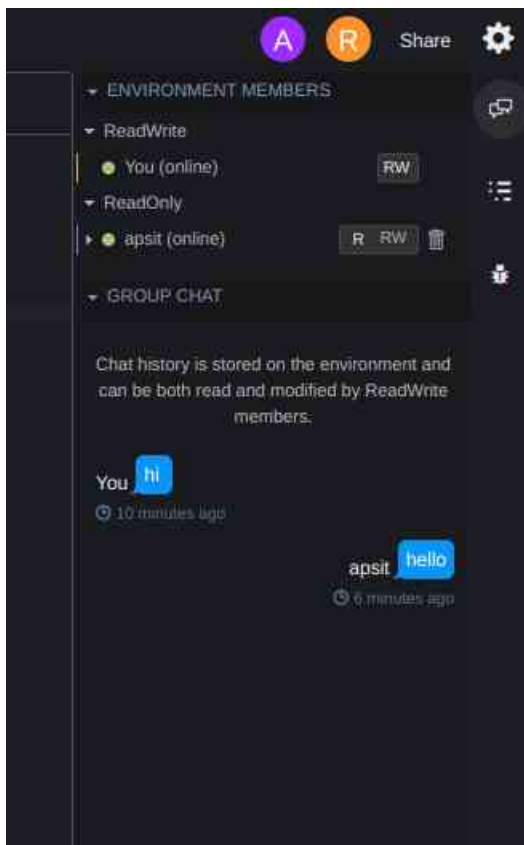 A R Share
ENVIRONMENT MEMBERS
ReadWrite
You (online) RW
ReadOnly
apsit (online) R RW
GROUP CHAT
Chat history is stored on the environment and
can be both read and modified by ReadWrite
members.
You hi
10 minutes ago
apsit hello
6 minutes ago